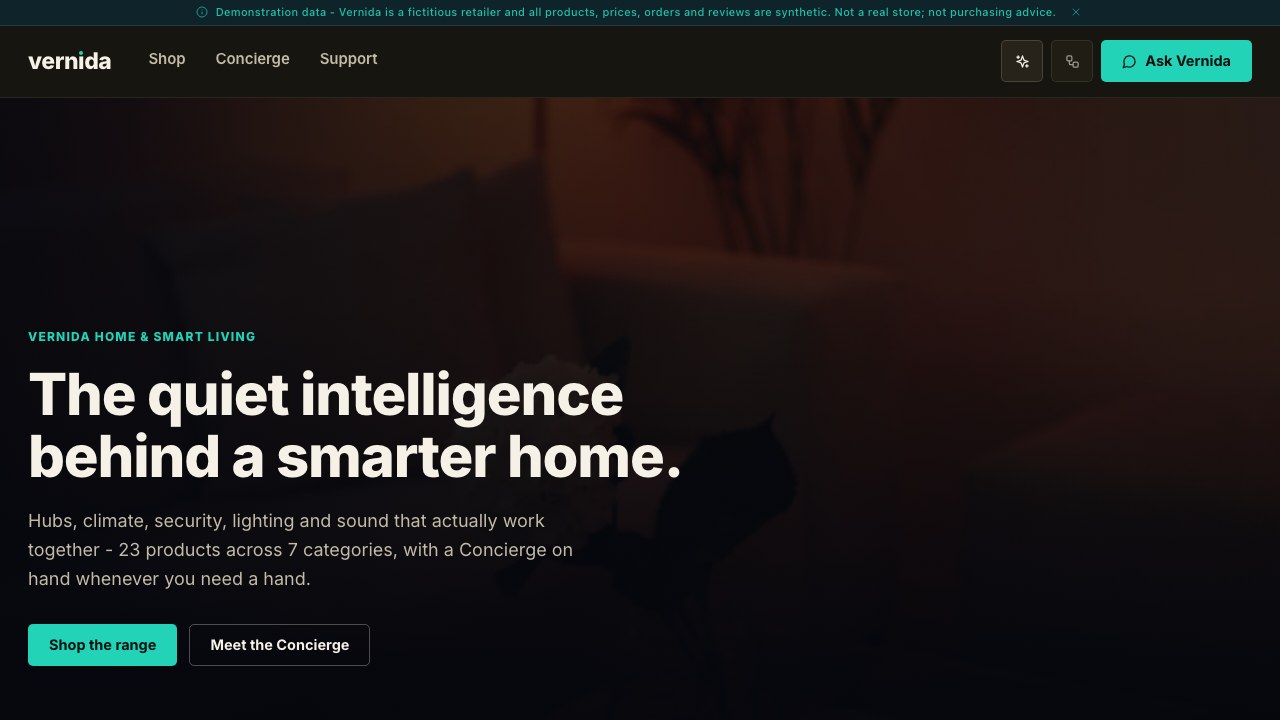 Demonstration data - Vernida is a fictitious retailer and all products, prices, orders and reviews are synthetic. Not a real store; not purchasing advice.
vernida
Shop
Concierge
Support
Ask Vernida
VERNIDA HOME & SMART LIVING
The quiet intelligence
behind a smarter home.
Hubs, climate, security, lighting and sound that actually work
together - 23 products across 7 categories, with a Concierge on
hand whenever you need a hand.
Shop the range
Meet the Concierge